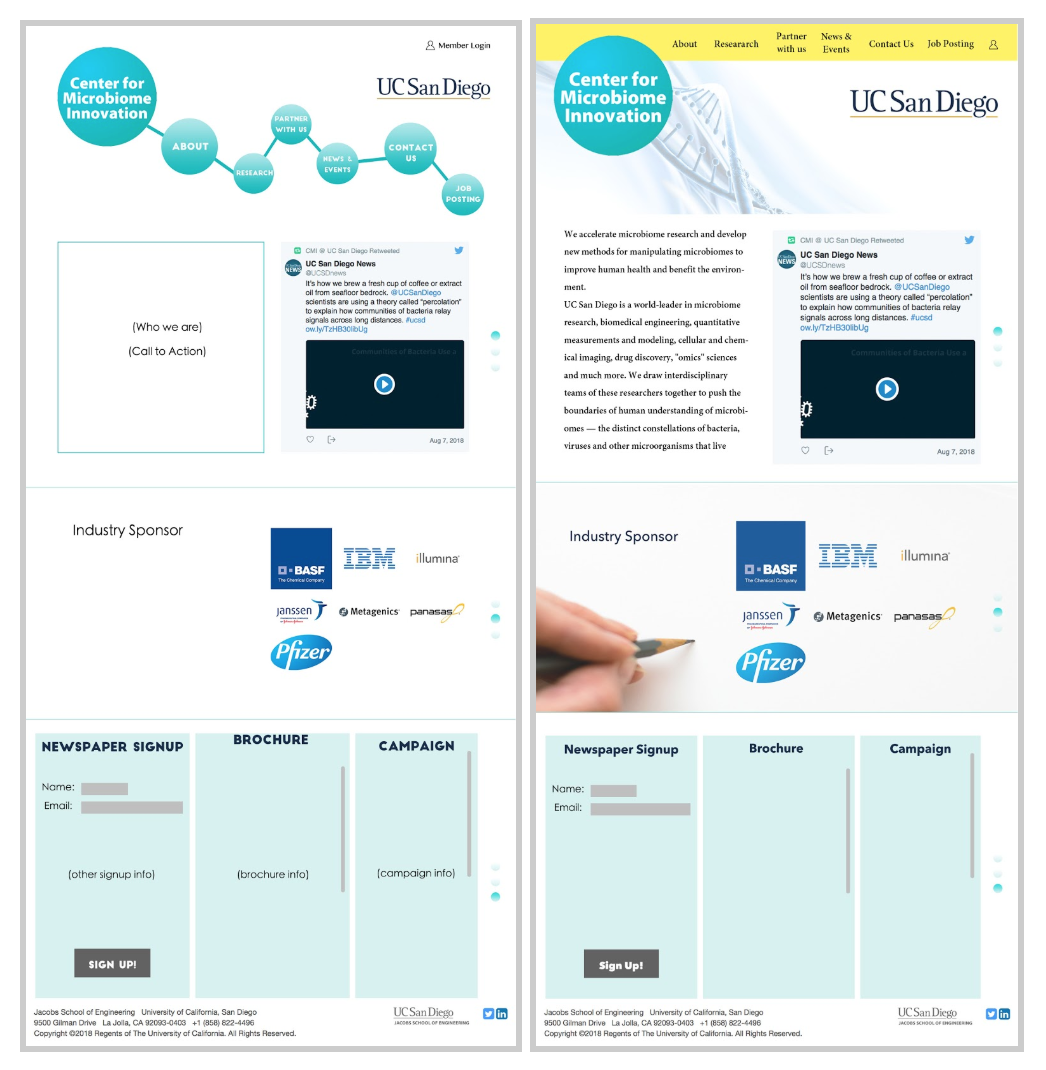 Member Login
Center for
Microbiome
Innovation
UC San Diego
ABOUT
RESEARCH
PARTNER
WITH US
NEWS &
EVENTS
CONTACT
US
JOB
POSTING
(Who we are)
(Call to Action)
CMI @ UC San Diego Retweeted
NEWS
UC San Diego News
@UCSDnews
It's how we brew a fresh cup of coffee or extract
oil from seafloor bedrock. @UCSanDiego
scientists are using a theory called "percolation"
to explain how communities of bacteria relay
signals across long distances. #ucsd
ow.ly/TzHB30libUg
Communities of Bacteria Use a
Aug 7, 2018
Industry Sponsor
BASF
The Chemical Company
IBM
illumina
janssen
Metagenics
panasas
Pfizer
NEWSPAPER SIGNUP
Name:
Email:
(other signup info)
SIGN UP!
BROCHURE
(brochure info)
CAMPAIGN
(campaign info)
Jacobs School of Engineering University of California, San Diego
9500 Gilman Drive La Jolla, CA 92093-0403 +1 (858) 822-4496
Copyright ©2018 Regents of The University of California. All Rights Reserved.
UC San Diego
JACOBS SCHOOL OF ENGINEERING
About
Researarch
Partner
with us
News &
Events
Contact Us
Job Posting
Center for
Microbiome
Innovation
UC San Diego
We accelerate microbiome research and develop
new methods for manipulating microbiomes to
improve human health and benefit the environ-
ment.
UC San Diego is a world-leader in microbiome
research, biomedical engineering, quantitative
measurements and modeling, cellular and chem-
ical imaging, drug discovery, "omics" sciences
and much more. We draw interdisciplinary
teams of these researchers together to push the
boundaries of human understanding of microbi-
omes — the distinct constellations of bacteria,
viruses and other microorganisms that live
CMI @ UC San Diego Retweeted
NEWS
UC San Diego News
@UCSDnews
It's how we brew a fresh cup of coffee or extract
oil from seafloor bedrock. @UCSanDiego
scientists are using a theory called "percolation"
to explain how communities of bacteria relay
signals across long distances. #ucsd
ow.ly/TzHB30libUg
Communities of Bacteria Use a
Aug 7, 2018
Industry Sponsor
BASF
The Chemical Company
IBM
illumina
janssen
Metagenics
panasas
Pfizer
Newspaper Signup
Name:
Email:
Sign Up!
Brochure
Campaign
Jacobs School of Engineering University of California, San Diego
9500 Gilman Drive La Jolla, CA 92093-0403 +1 (858) 822-4496
Copyright ©2018 Regents of The University of California. All Rights Reserved.
UC San Diego
JACOBS SCHOOL OF ENGINEERING